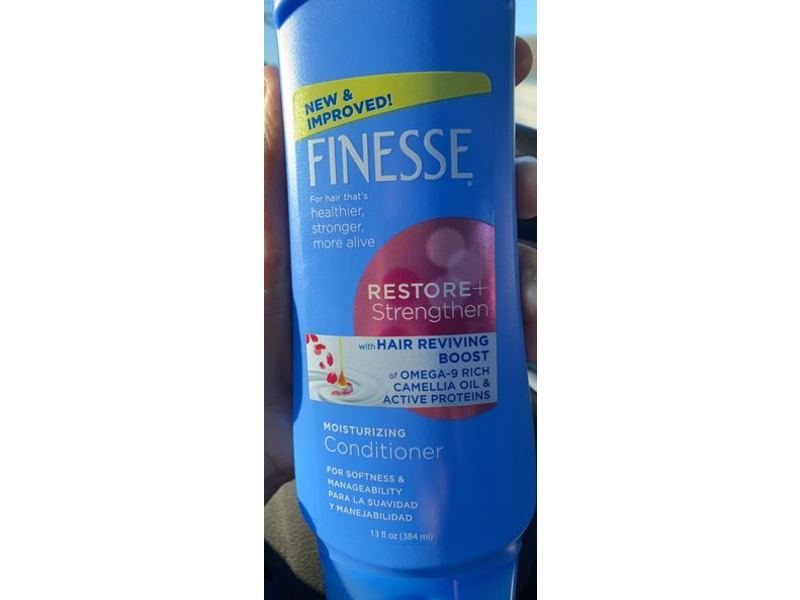 NEW &
IMPROVED!
FINESSE
For hair that's
healthier,
stronger,
more alive
RESTORE+
Strengthen
with HAIR REVIVING
BOOST
of OMEGA-9 RICH
CAMELLIA OIL &
ACTIVE PROTEINS
MOISTURIZING
Conditioner
FOR SOFTNESS &
MANAGEABILITY
PARA LA SUAVIDAD
Y MANEJABILIDAD
13 fl oz (384 ml)